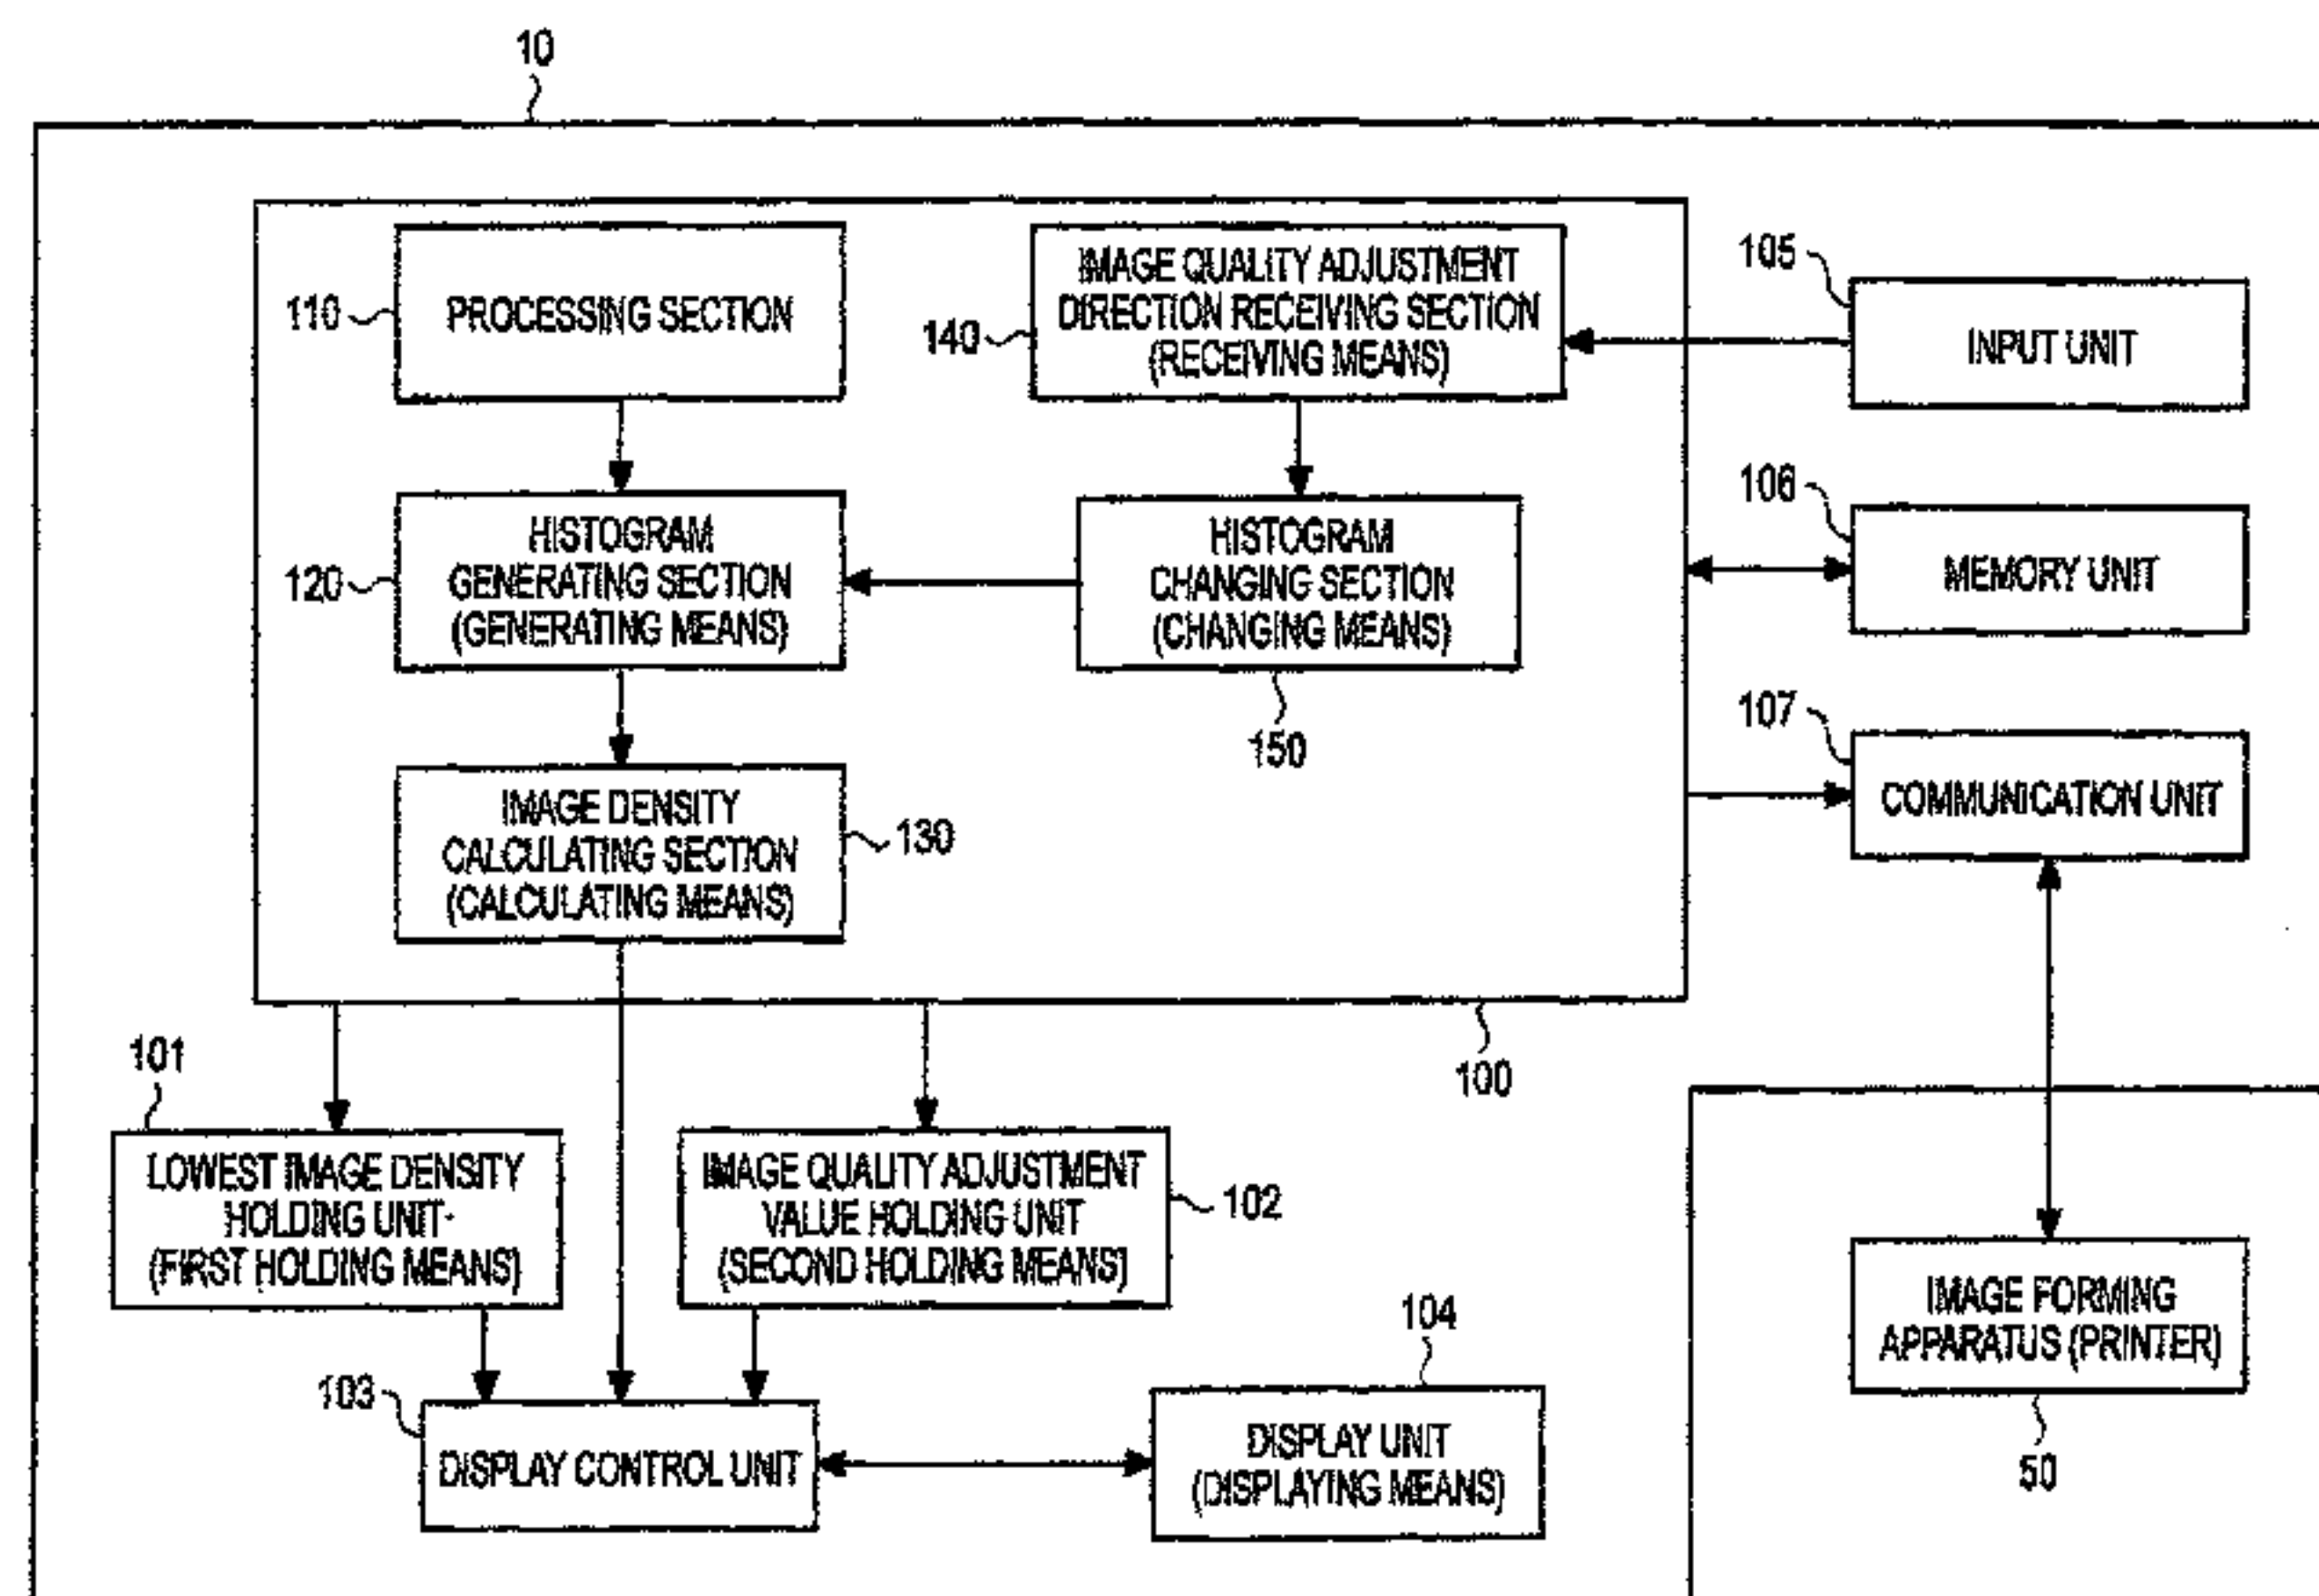 10
110
PROCESSING SECTION
140
IMAGE QUALITY ADJUSTMENT
DIRECTION RECEIVING SECTION
(RECEIVING MEANS)
105
INPUT UNIT
120
HISTOGRAM
GENERATING SECTION
(GENERATING MEANS)
HISTOGRAM
CHANGING SECTION
(CHANGING MEANS)
150
106
MEMORY UNIT
107
COMMUNICATION UNIT
IMAGE DENSITY
CALCULATING SECTION
(CALCULATING MEANS)
130
100
101
LOWEST IMAGE DENSITY
HOLDING UNIT
(FIRST HOLDING MEANS)
IMAGE QUALITY ADJUSTMENT
VALUE HOLDING UNIT
(SECOND HOLDING MEANS)
102
103
DISPLAY CONTROL UNIT
104
DISPLAY UNIT
(DISPLAYING MEANS)
IMAGE FORMING
APPARATUS (PRINTER)
50